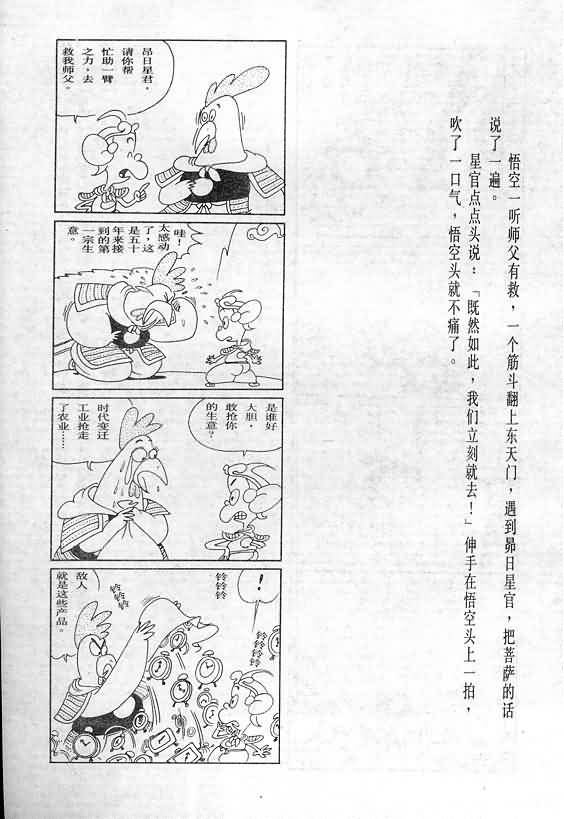 悟空一听师父有救，一个筋斗翻上东天门，遇到昴日星官，把菩萨的话
说了一遍。
星官点点头说：「既然如此，我们立刻就去！」伸手在悟空头上一拍，
吹了一口气，悟空头就不痛了。
昴日星君，
请你帮
忙助一臂
之力，去
救我师父。
哇！
太感动
了，这
是五十
年来接
到的第
一宗生
意。
是谁好
大胆，
敢抢你
的生意？
时代变迁
工业抢走
了农业……
！
铃铃铃铃
铃铃铃
铃铃铃
敌人
就是这些产品。